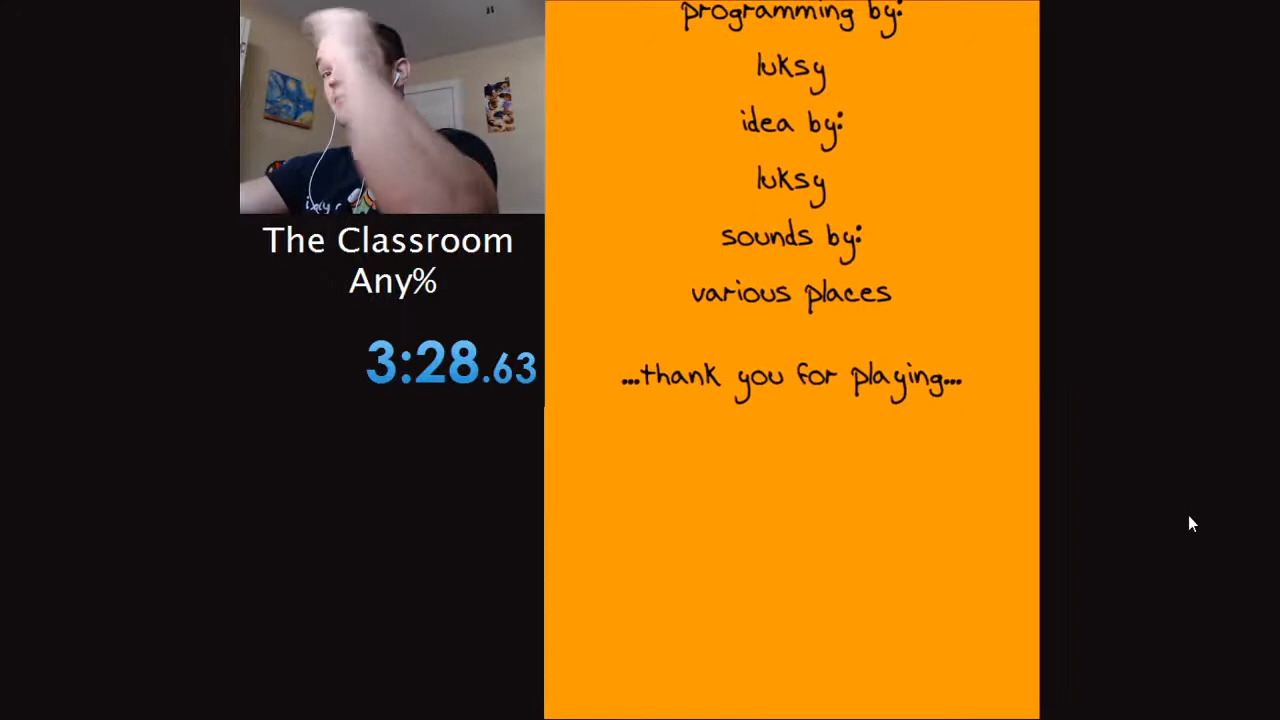 programming by:
luksy
idea by:
luksy
sounds by:
various places
...thank you for playing...
The Classroom
Any%
3:28.63